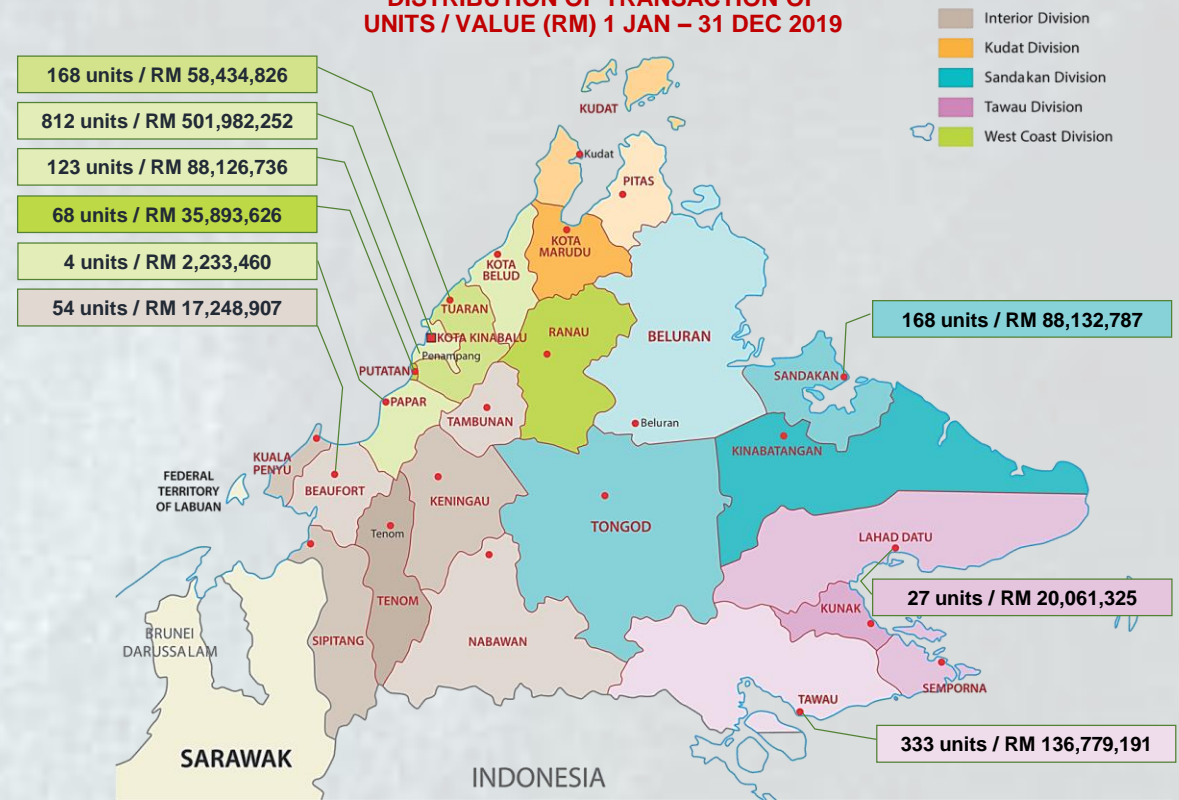 DISTRIBUTION OF TRANSACTION OF
UNITS / VALUE (RM) 1 JAN – 31 DEC 2019
Interior Division
Kudat Division
Sandakan Division
Tawau Division
West Coast Division
168 units / RM 58,434,826
812 units / RM 501,982,252
123 units / RM 88,126,736
68 units / RM 35,893,626
4 units / RM 2,233,460
54 units / RM 17,248,907
KUDAT
Kudat
PITAS
KOTA
MARUDU
KOTA
BELUD
TUARAN
KOTA KINABALU
Penampang
RANAU
BELURAN
168 units / RM 88,132,787
PUTATAN
SANDAKAN
PAPAR
TAMBUNAN
Beluran
KINABATANGAN
KUALA
PENYU
FEDERAL
TERRITORY
OF LABUAN
BEAUFORT
KENINGAU
TONGOD
Tenom
LAHAD DATU
27 units / RM 20,061,325
TENOM
KUNAK
BRUNEI
DARUSSALAM
SIPITANG
NABAWAN
SEMPORNA
TAWAU
333 units / RM 136,779,191
SARAWAK
INDONESIA